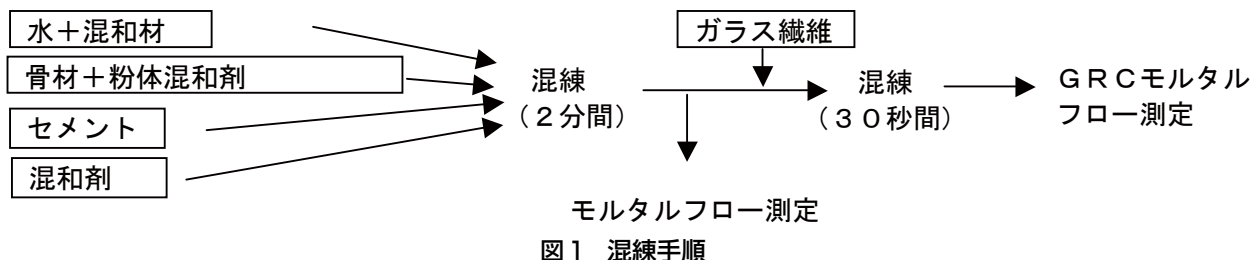 水＋混和材
骨材＋粉体混和剤
セメント
混和剤
混練
（２分間）
ガラス繊維
混練
（３０秒間）
ＧＲＣモルタル
フロー測定
モルタルフロー測定
図１　混練手順